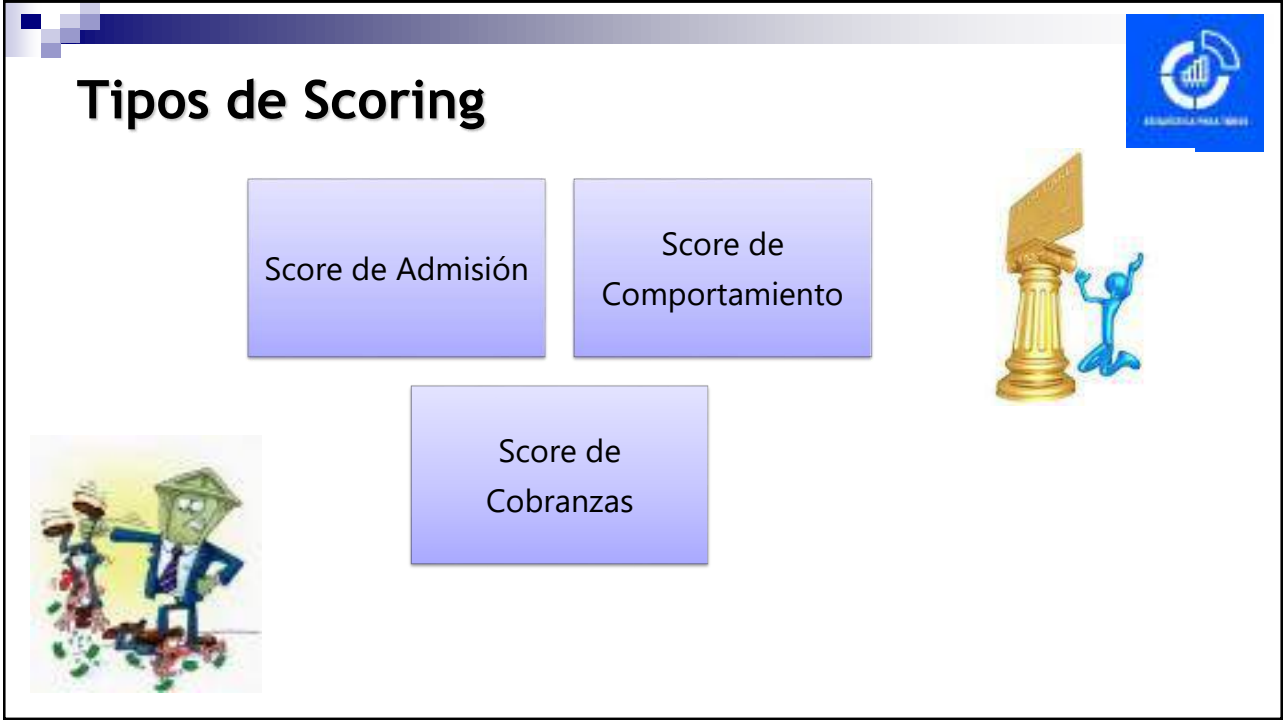 Tipos de Scoring
Score de Admisión
Score de
Comportamiento
Score de
Cobranzas